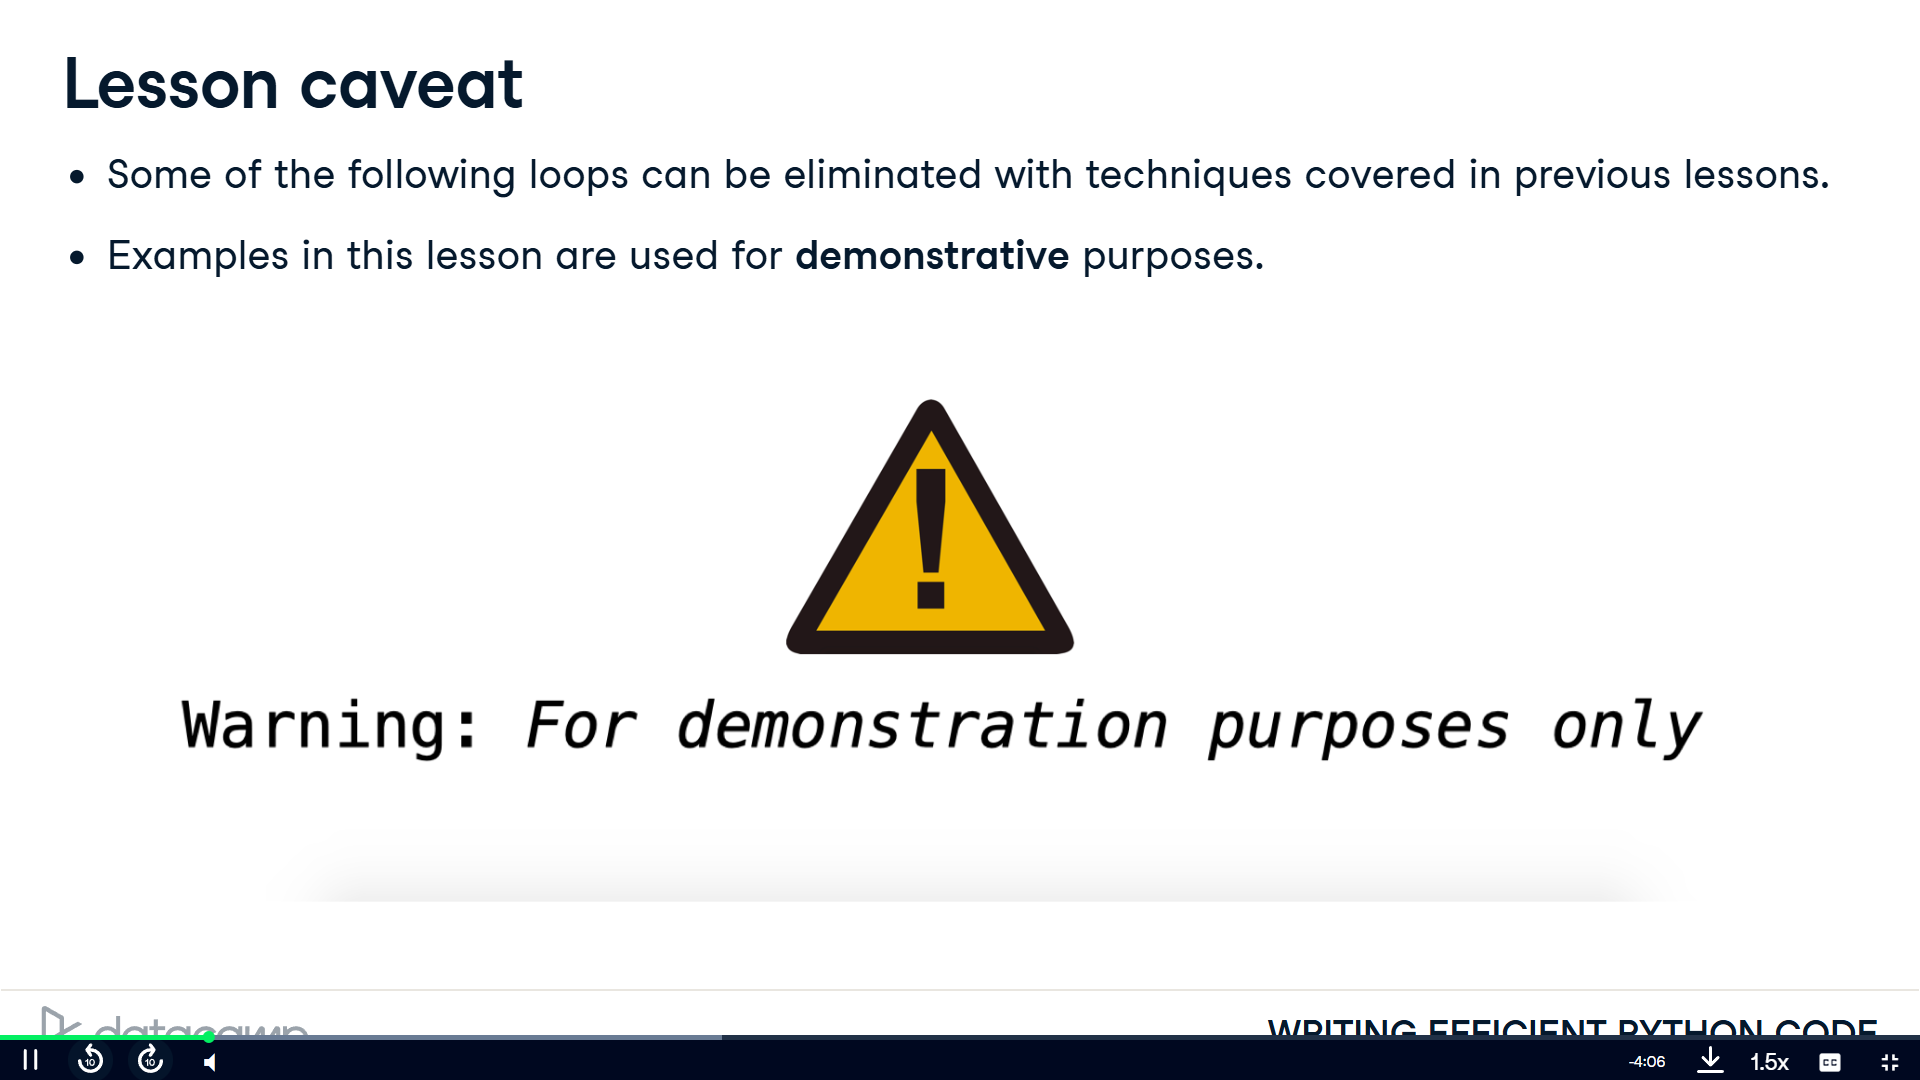 Lesson caveat
• Some of the following loops can be eliminated with techniques covered in previous lessons.
• Examples in this lesson are used for demonstrative purposes.
!
Warning: For demonstration purposes only
datacamp
WRITING EFFICIENT PYTHON CODE
10
10
-4:06
1.5x
CC